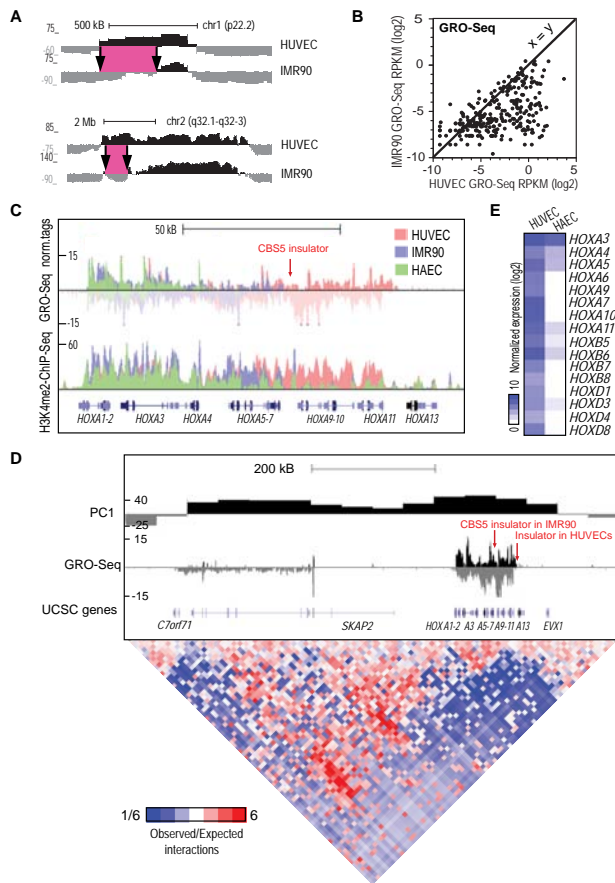 A
500 kB
chr1 (p22.2)
75
-60
HUVEC
75
-90
IMR90
2 Mb
chr2 (q32.1-q32-3)
85
-75
HUVEC
140
-90
IMR90
B
GRO-Seq
x = y
IMR90 GRO-Seq RPKM (log2)
5
0
-5
-10
-10 -5 0 5
HUVEC GRO-Seq RPKM (log2)
C
50 kB
CBS5 insulator
HUVEC
IMR90
HAEC
GRO-Seq norm.tags
15
-15
H3K4me2-ChIP-Seq
60
HOXA1-2 HOXA3 HOXA4 HOXA5-7 HOXA9-10 HOXA11 HOXA13
E
HUVEC
HAEC
HOXA3
HOXA4
HOXA5
HOXA6
HOXA9
HOXA7
HOXA10
HOXA11
HOXB5
HOXB6
HOXB7
HOXB8
HOXD1
HOXD3
HOXD4
HOXD8
Normalized expression (log2)
0 10
D
200 kB
PC1
40
-25
CBS5 insulator in IMR90
Insulator in HUVECs
GRO-Seq
15
-15
UCSC genes
C7orf71 SKAP2 HOX A1-2 A3 A5-7 A9-11 A13 EVX1
1/6 6
Observed/Expected
interactions